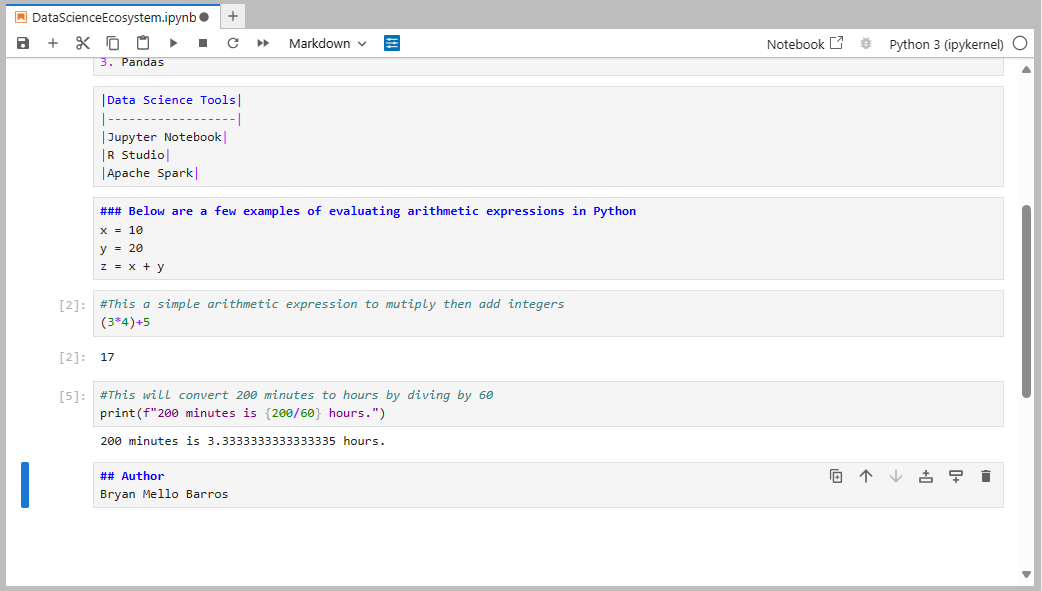 DataScienceEcosystem.ipynb
Markdown
Notebook
Python 3 (ipykernel)
3. Pandas
|Data Science Tools|
|------------------|
|Jupyter Notebook|
|R Studio|
|Apache Spark|
### Below are a few examples of evaluating arithmetic expressions in Python
x = 10
y = 20
z = x + y
[2]: #This a simple arithmetic expression to mutiply then add integers
(3*4)+5
[2]: 17
[5]: #This will convert 200 minutes to hours by diving by 60
print(f"200 minutes is {200/60} hours.")
200 minutes is 3.3333333333333335 hours.
## Author
Bryan Mello Barros